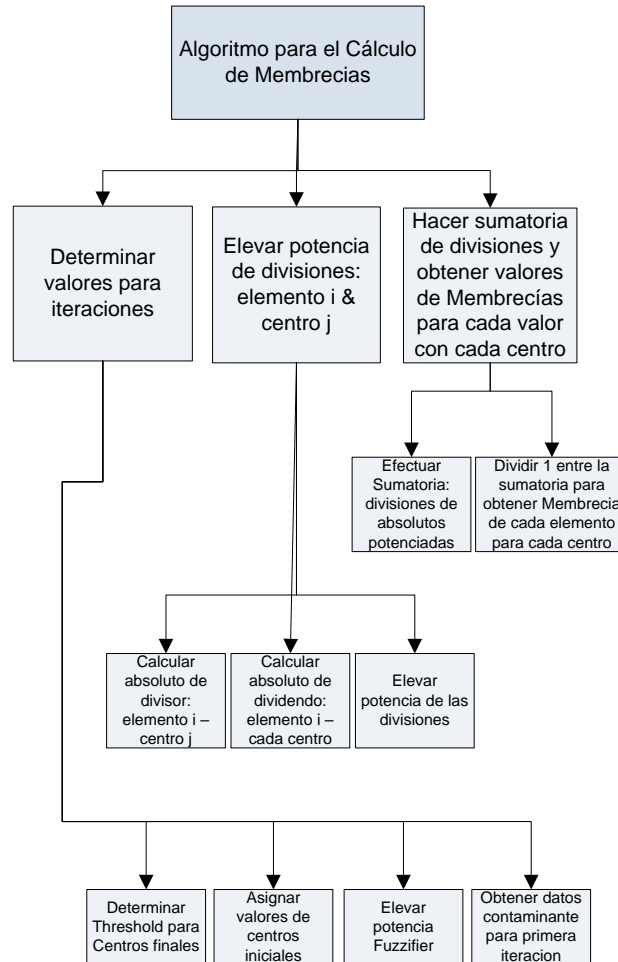 Algoritmo para el Cálculo
de Membrecias
Determinar
valores para
iteraciones
Elevar potencia
de divisiones:
elemento i &
centro j
Hacer sumatoria
de divisiones y
obtener valores
de Membrecías
para cada valor
con cada centro
Efectuar
Sumatoria:
divisiones de
absolutos
potenciadas
Dividir 1 entre la
sumatoria para
obtener Membrecia
de cada elemento
para cada centro
Calcular
absoluto de
divisor:
elemento i –
centro j
Calcular
absoluto de
dividendo:
elemento i –
cada centro
Elevar
potencia de las
divisiones
Determinar
Threshold para
Centros finales
Asignar
valores de
centros
iniciales
Elevar
potencia
Fuzzifier
Obtener datos
contaminante
para primera
iteracion